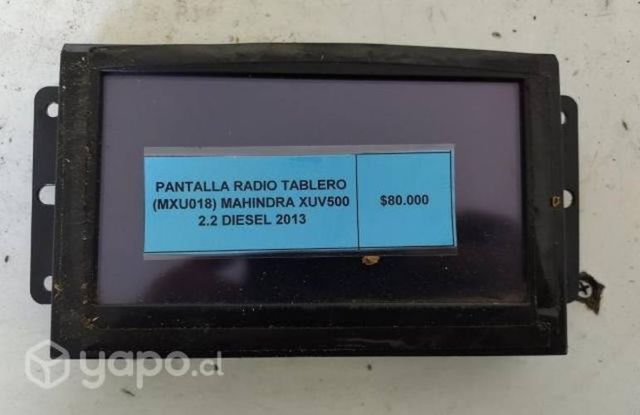 PANTALLA RADIO TABLERO
(MXU018) MAHINDRA XUV500
2.2 DIESEL 2013
$80.000
yapo.cl